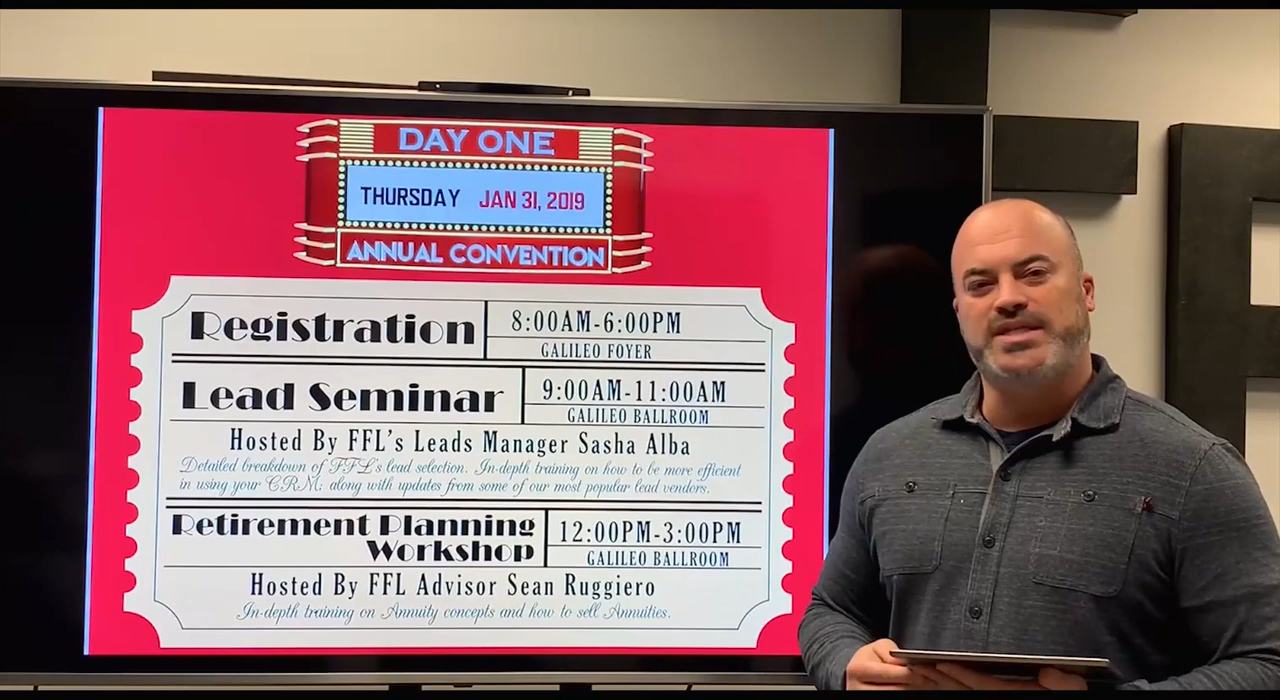 DAY ONE
THURSDAY JAN 31, 2019
ANNUAL CONVENTION
Registration
8:00AM-6:00PM
GALILEO FOYER
Lead Seminar
9:00AM-11:00AM
GALILEO BALLROOM
Hosted By FFL's Leads Manager Sasha Alba
Detailed breakdown of FFL's lead selection. In-depth training on how to be more efficient
in using your CRM; along with updates from some of our most popular lead vendors.
Retirement Planning
Workshop
12:00PM-3:00PM
GALILEO BALLROOM
Hosted By FFL Advisor Sean Ruggiero
In-depth training on Annuity concepts and how to sell Annuities.